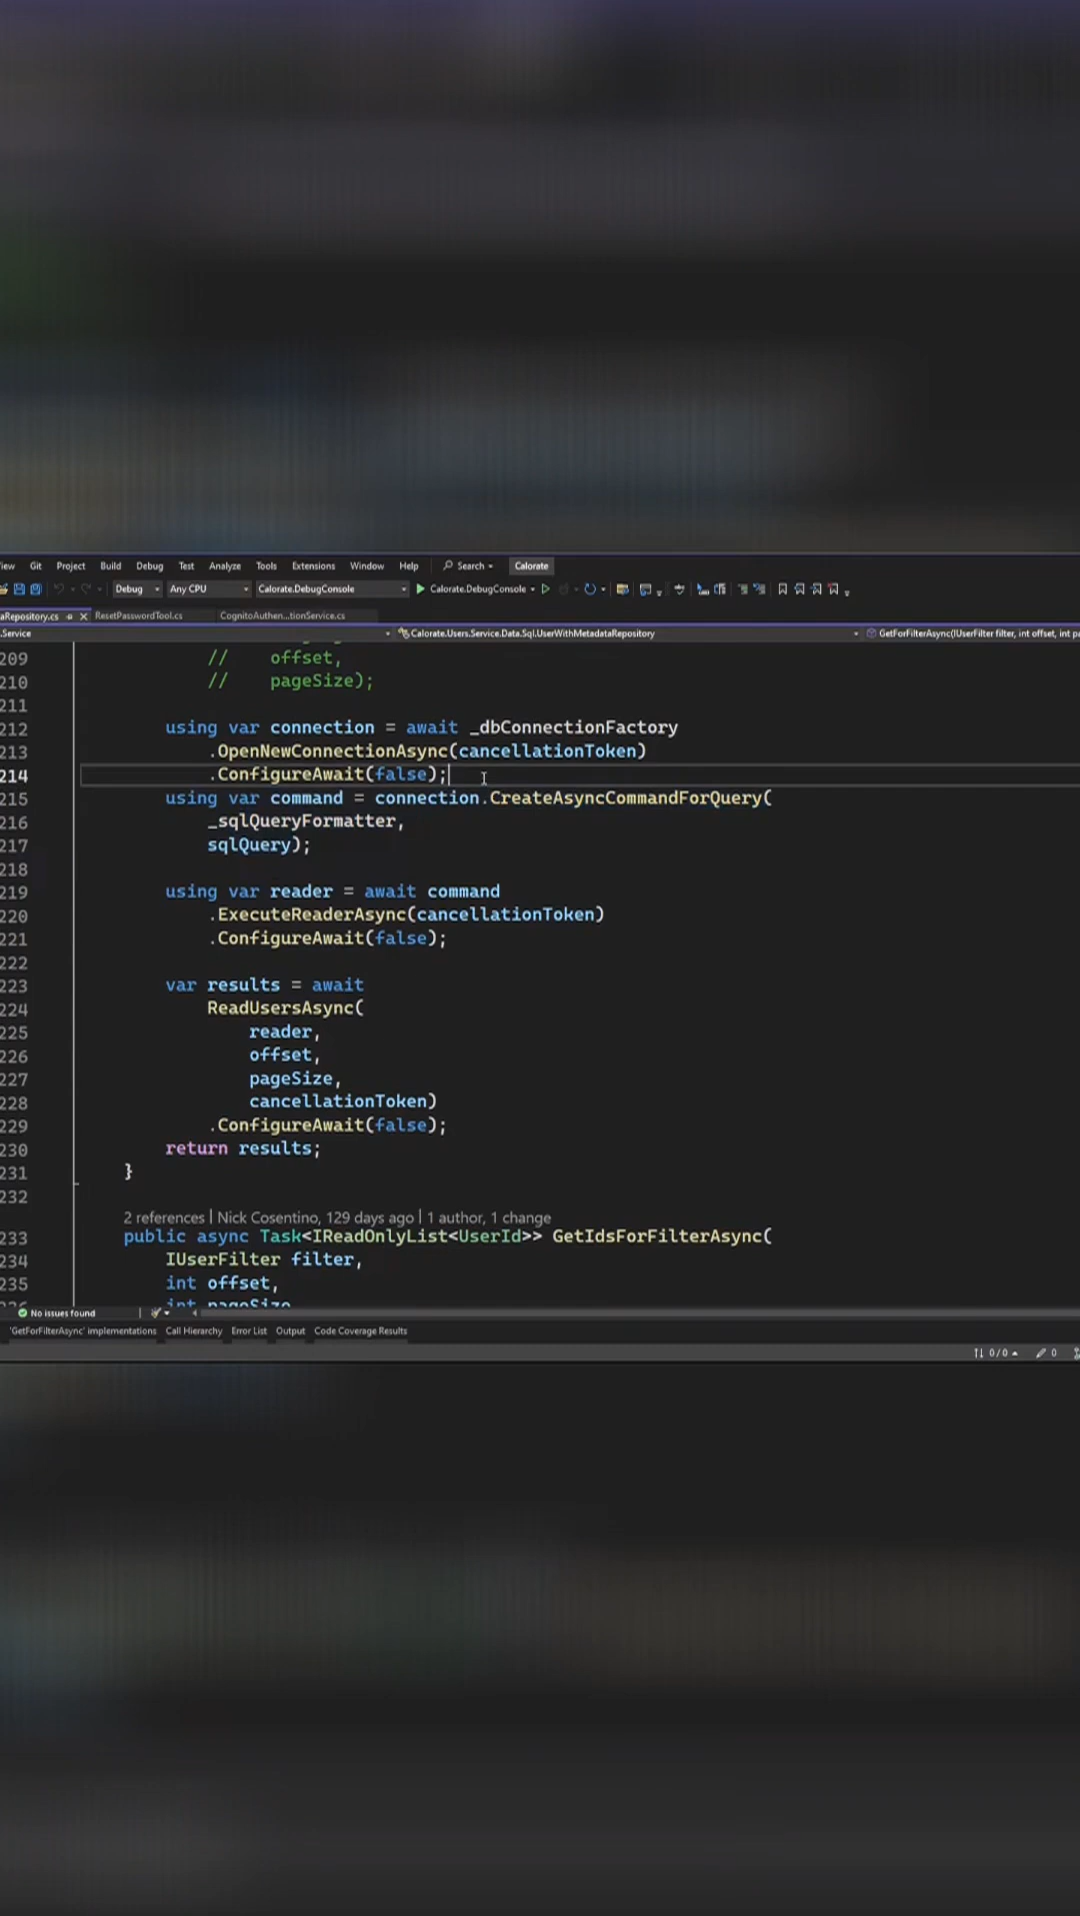 Git Project Build Debug Test Analyze Tools Extensions Window Help Search Calorate
Debug Any CPU Calorate.DebugConsole Calorate.DebugConsole
aRepository.cs ResetPasswordTool.cs CognitoAuthen...tionService.cs
.Service Calorate.Users.Service.Data.Sql.UserWithMetadataRepository GetForFilterAsync(IUserFilter filter, int offset, int pa
209 // offset,
210 // pageSize);
211
212 using var connection = await _dbConnectionFactory
213 .OpenNewConnectionAsync(cancellationToken)
214 .ConfigureAwait(false);
215 using var command = connection.CreateAsyncCommandForQuery(
216 _sqlQueryFormatter,
217 sqlQuery);
218
219 using var reader = await command
220 .ExecuteReaderAsync(cancellationToken)
221 .ConfigureAwait(false);
222
223 var results = await
224 ReadUsersAsync(
225 reader,
226 offset,
227 pageSize,
228 cancellationToken)
229 .ConfigureAwait(false);
230 return results;
231 }
232
2 references | Nick Cosentino, 129 days ago | 1 author, 1 change
233 public async Task<IReadOnlyList<UserId>> GetIdsForFilterAsync(
234 IUserFilter filter,
235 int offset,
int pageSize
No issues found
'GetForFilterAsync' implementations Call Hierarchy Error List Output Code Coverage Results
0/0 0